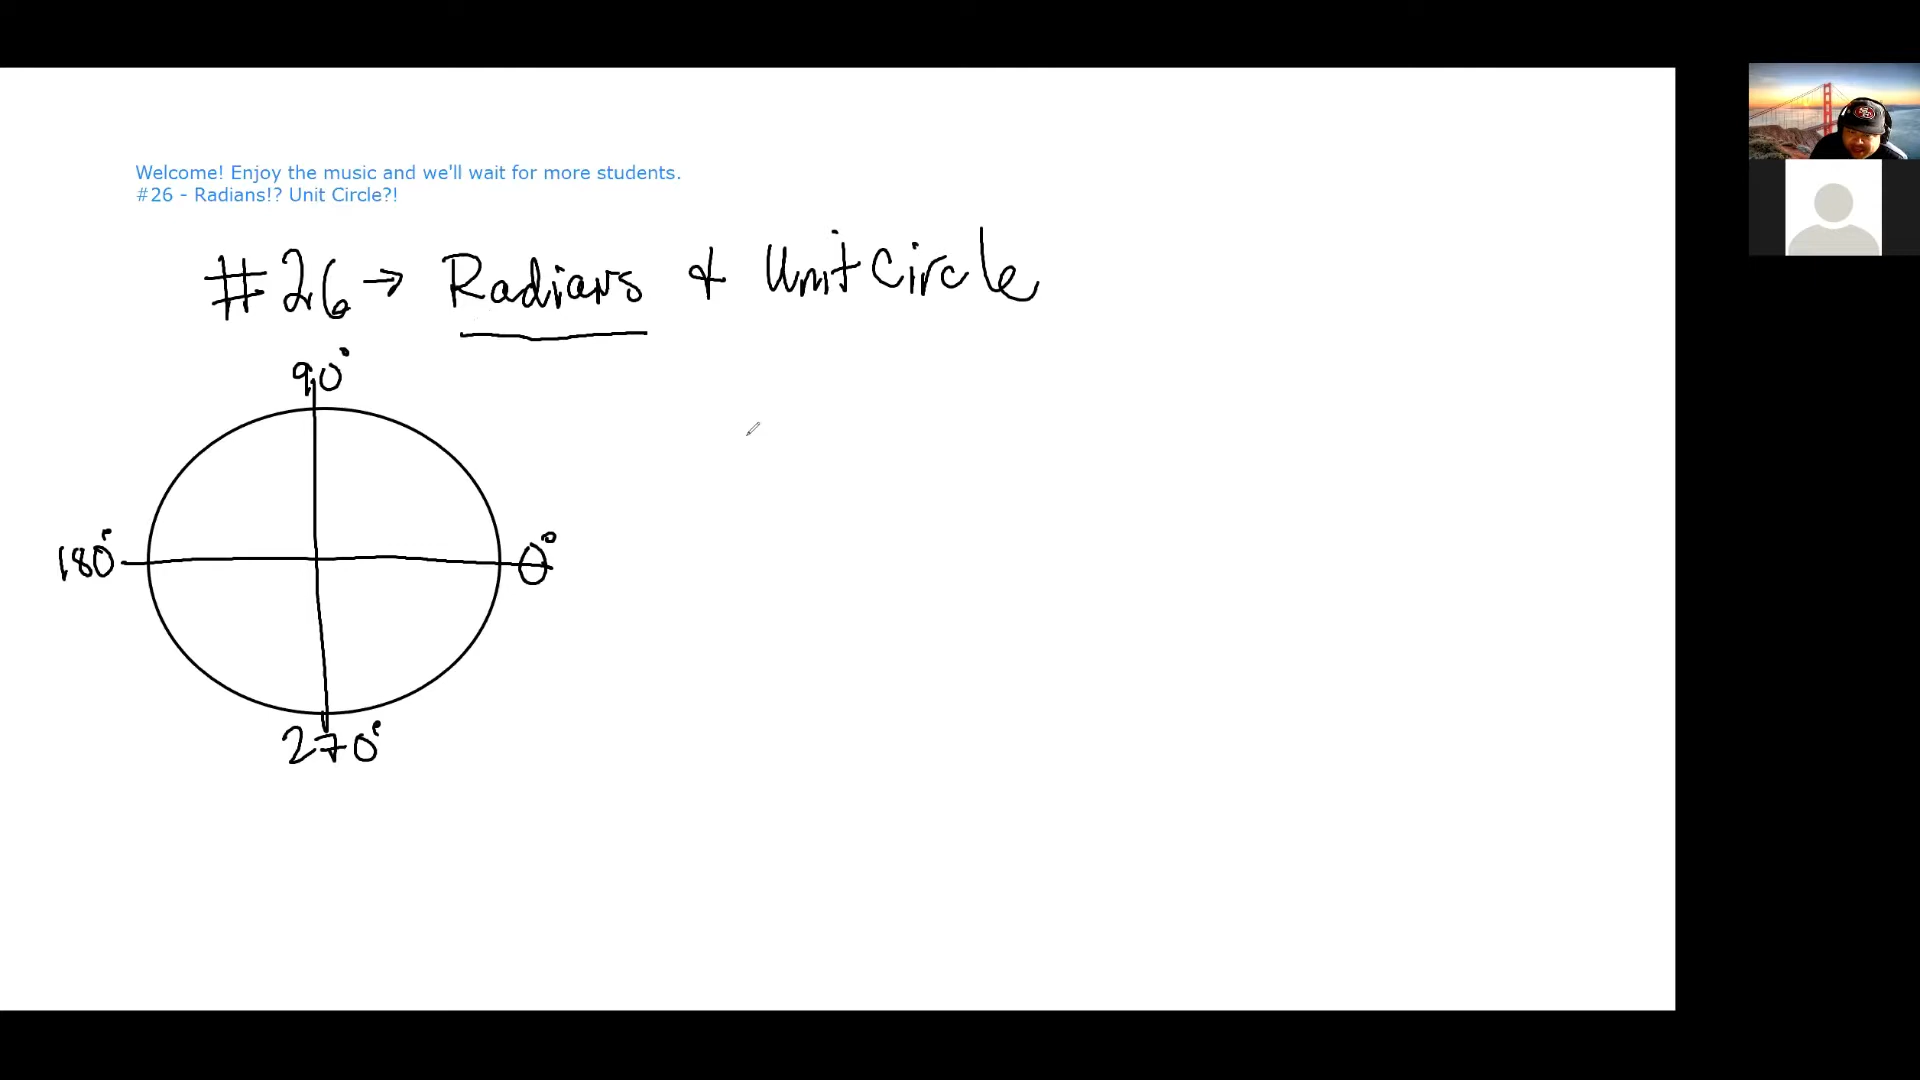 Welcome! Enjoy the music and we'll wait for more students.
#26 - Radians!? Unit Circle?!
#26 → Radians & Unit Circle
90°
180°
0°
270°